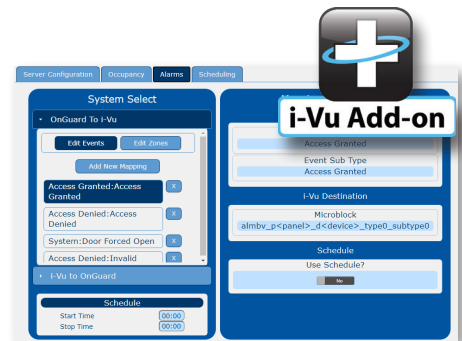 Server Configuration
Occupancy
Alarms
Scheduling
System Select
OnGuard To i-Vu
Edit Events
Edit Zones
Add New Mapping
Access Granted:Access
Granted
X
Access Denied:Access
Denied
X
System:Door Forced Open
X
Access Denied:Invalid
X
i-Vu to OnGuard
Schedule
Start Time
00:00
Stop Time
00:00
i-Vu Add-on
Access Granted
Event Sub Type
Access Granted
i-Vu Destination
Microblock
almbv_p<panel>_d<device>_type0_subtype0
Schedule
Use Schedule?
No